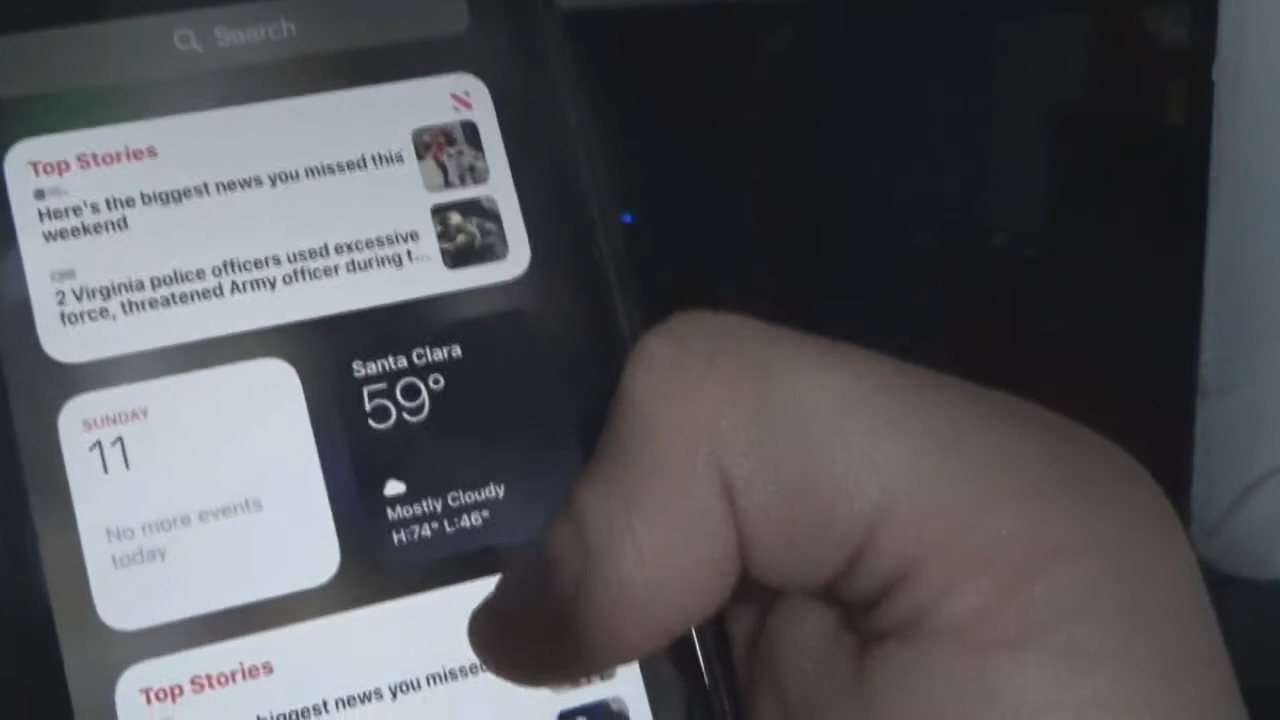 Search
Top Stories
Here's the biggest news you missed this
weekend
2 Virginia police officers used excessive
force, threatened Army officer during t...
SUNDAY
11
No more events
today
Santa Clara
59°
Mostly Cloudy
H:74° L:46°
Top Stories
biggest news you missed